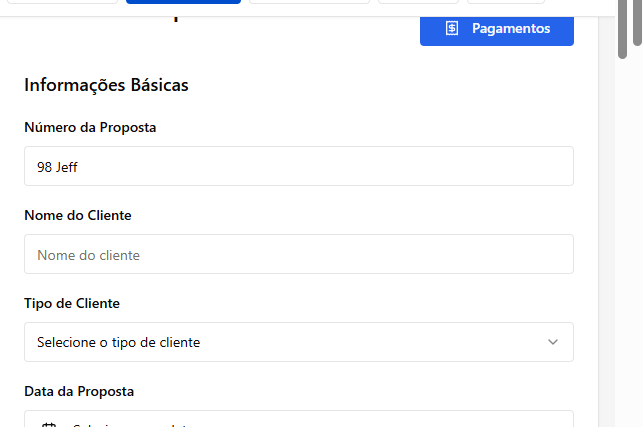 Pagamentos
Informações Básicas
Número da Proposta
98 Jeff
Nome do Cliente
Nome do cliente
Tipo de Cliente
Selecione o tipo de cliente
Data da Proposta